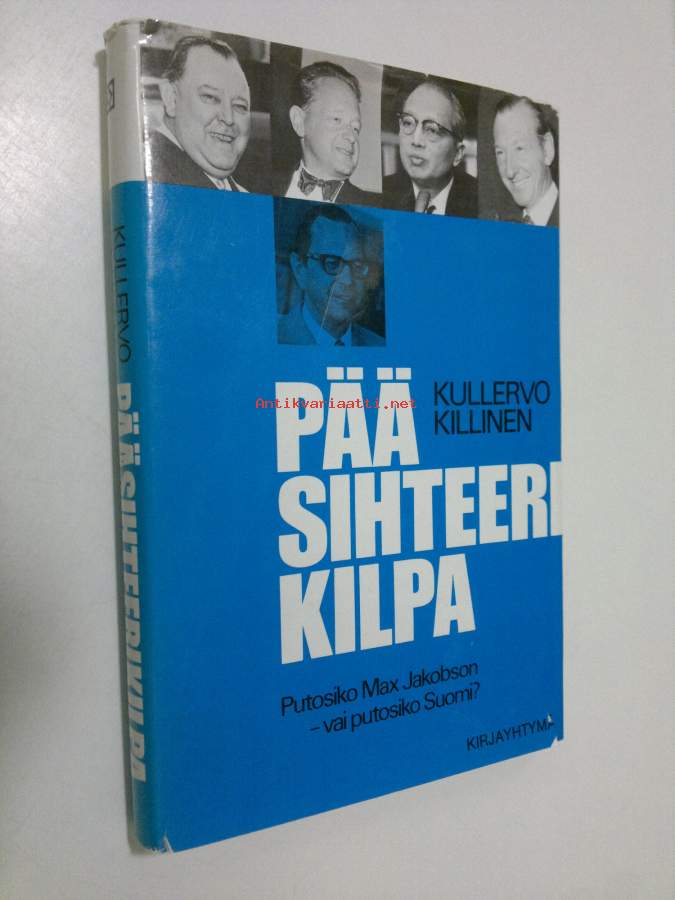 KULLERVO
PÄÄSIHTEERIKILPA
PÄÄ
SIHTEERI
KILPA
KULLERVO
KILLINEN
Antikvariaatti.net
Putosiko Max Jakobson
– vai putosiko Suomi?
KIRJAYHTYMÄ